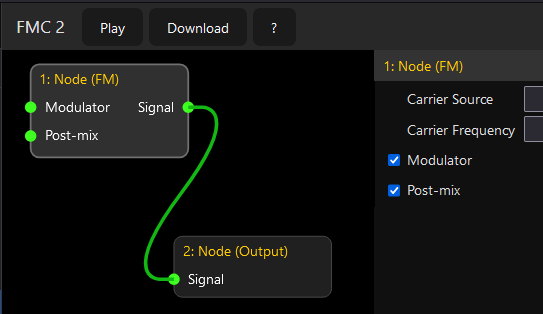 FMC 2 Play Download ?
1: Node (FM)
Modulator Signal
Post-mix
2: Node (Output)
Signal
1: Node (FM)
Carrier Source
Carrier Frequency
Modulator
Post-mix